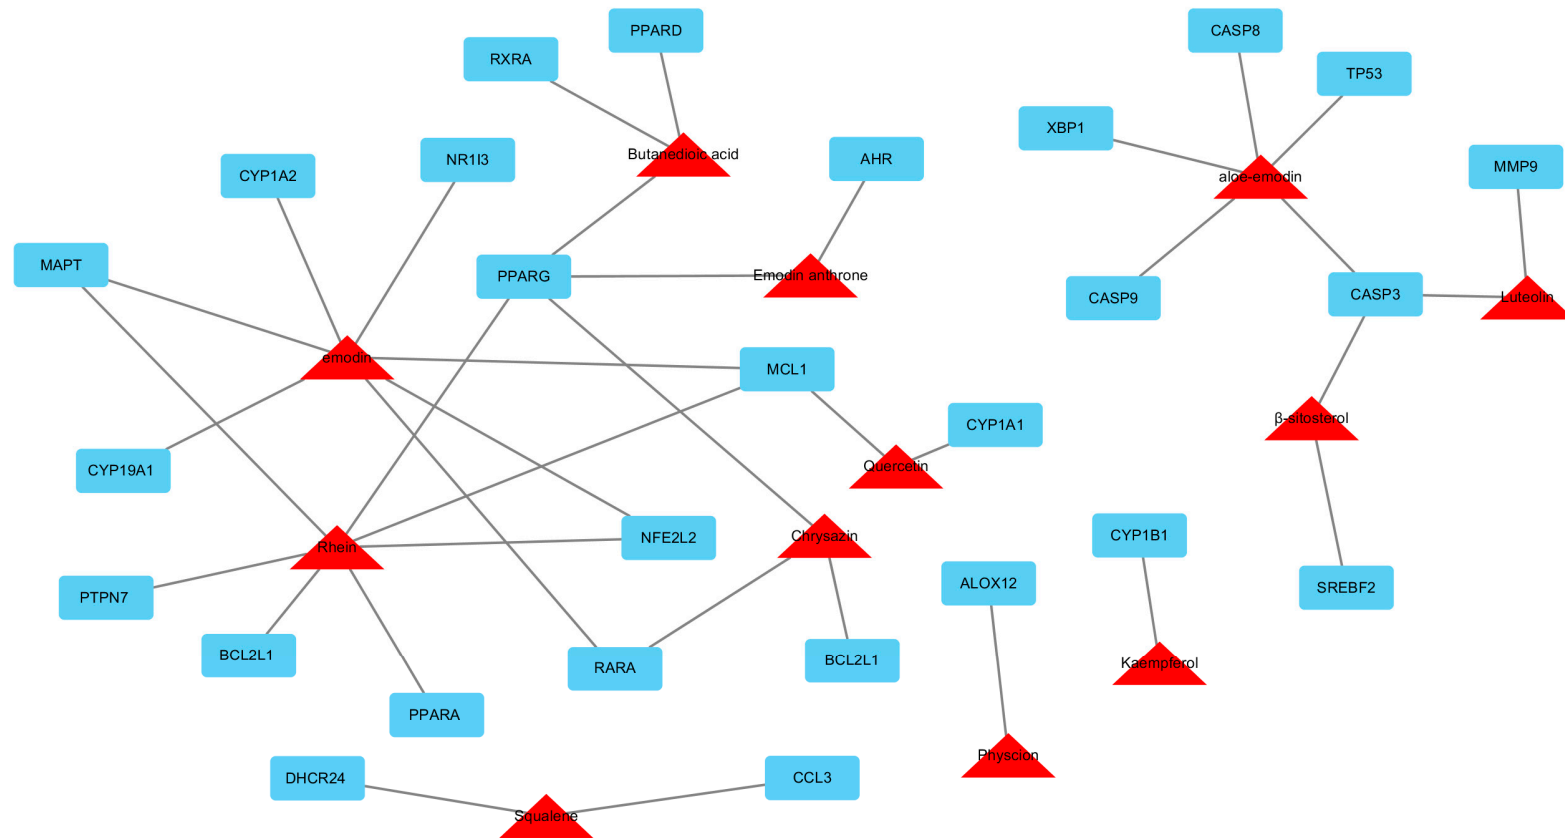 PPARD
CASP8
RXRA
TP53
XBP1
NR1I3
Butanedioic acid
AHR
MMP9
CYP1A2
aloe-emodin
MAPT
PPARG
Emodin anthrone
CASP9
CASP3
Luteolin
emodin
MCL1
β-sitosterol
CYP1A1
CYP19A1
Quercetin
Rhein
NFE2L2
Chrysazin
CYP1B1
PTPN7
ALOX12
SREBF2
BCL2L1
RARA
BCL2L1
Kaempferol
PPARA
Physcion
DHCR24
CCL3
Squalene